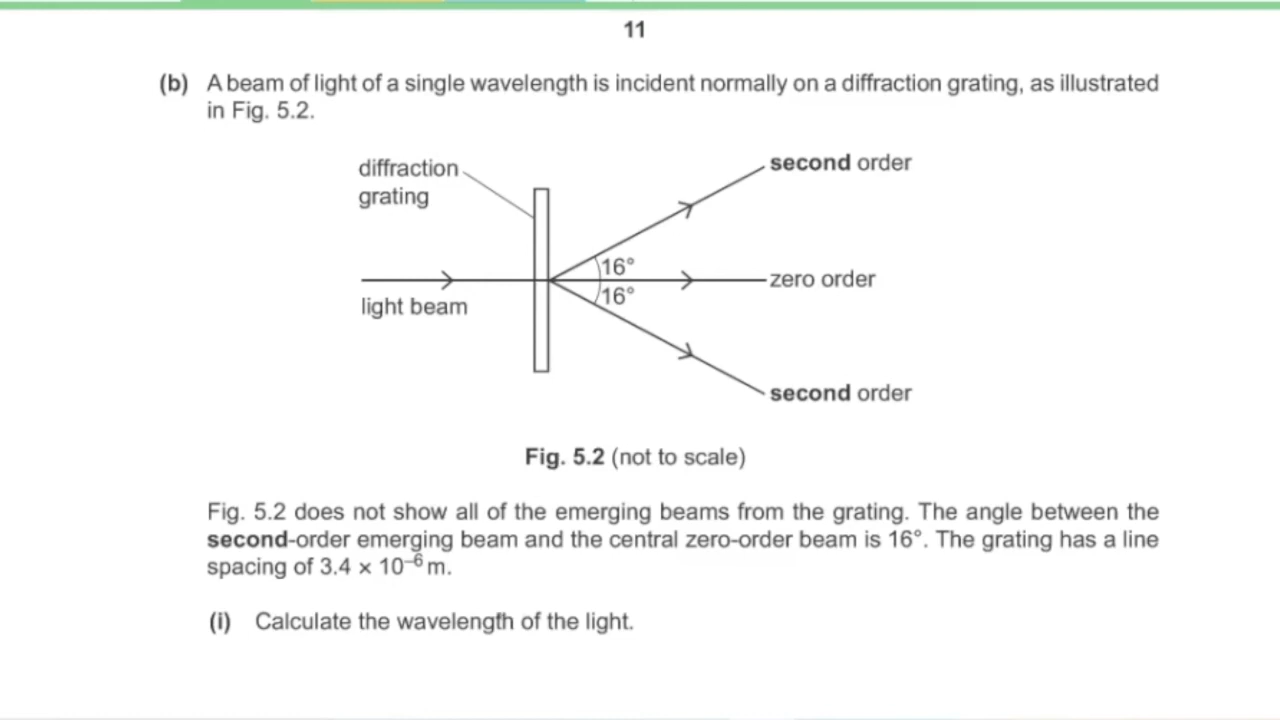 11
(b) A beam of light of a single wavelength is incident normally on a diffraction grating, as illustrated
in Fig. 5.2.
diffraction
grating
second order
16°
zero order
16°
light beam
second order
Fig. 5.2 (not to scale)
Fig. 5.2 does not show all of the emerging beams from the grating. The angle between the
second-order emerging beam and the central zero-order beam is 16°. The grating has a line
spacing of 3.4 × 10⁻⁶ m.
(i) Calculate the wavelength of the light.